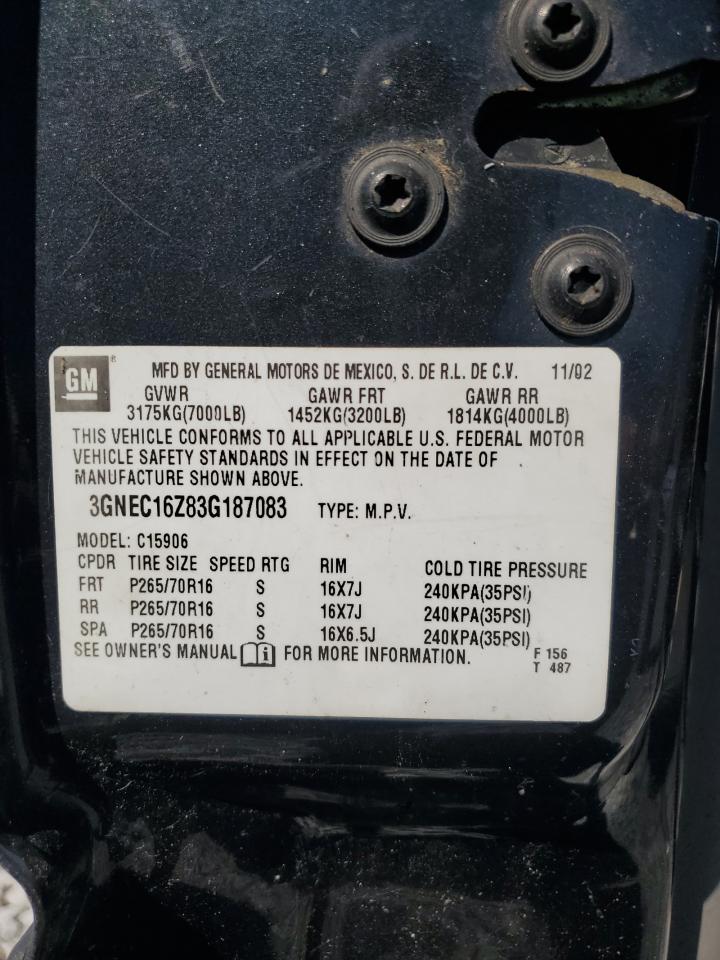 GM ® MFD BY GENERAL MOTORS DE MEXICO, S. DE R.L. DE C.V. 11/02
GVWR GAWR FRT GAWR RR
3175KG(7000LB) 1452KG(3200LB) 1814KG(4000LB)
THIS VEHICLE CONFORMS TO ALL APPLICABLE U.S. FEDERAL MOTOR
VEHICLE SAFETY STANDARDS IN EFFECT ON THE DATE OF
MANUFACTURE SHOWN ABOVE.
3GNEC16Z83G187083 TYPE: M.P.V.
MODEL: C15906
CPDR TIRE SIZE SPEED RTG RIM COLD TIRE PRESSURE
FRT P265/70R16 S 16X7J 240KPA(35PSI)
RR P265/70R16 S 16X7J 240KPA(35PSI)
SPA P265/70R16 S 16X6.5J 240KPA(35PSI)
SEE OWNER'S MANUAL i FOR MORE INFORMATION.
F 156
T 487